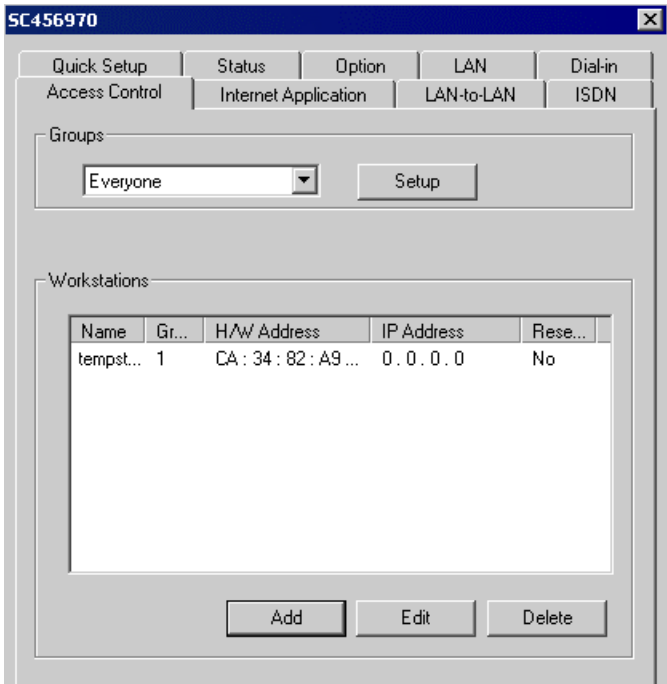 SC456970
Quick Setup Status Option LAN Dial-in
Access Control Internet Application LAN-to-LAN ISDN
Groups
Everyone Setup
Workstations
Name Gr... H/W Address IP Address Rese...
tempst... 1 CA : 34 : 82 : A9 ... 0 . 0 . 0 . 0 No
Add Edit Delete